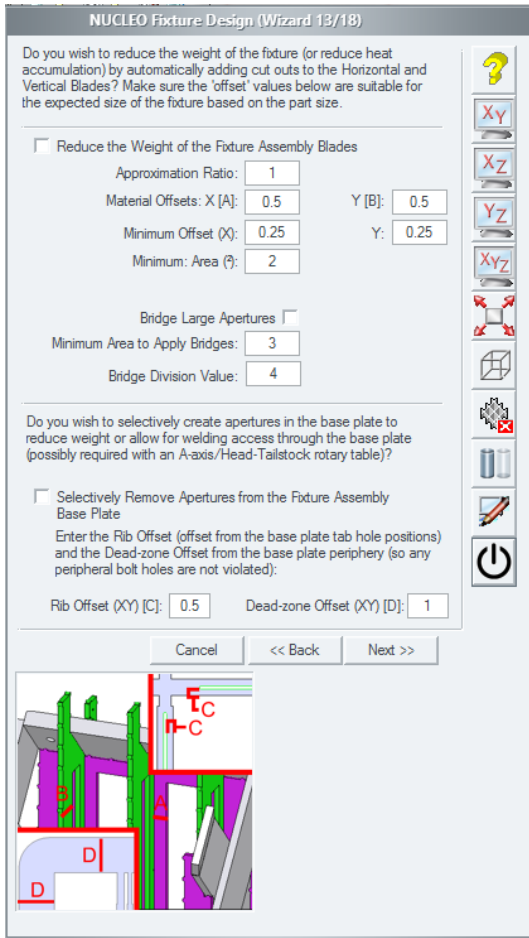 NUCLEO Fixture Design (Wizard 13/18)
Do you wish to reduce the weight of the fixture (or reduce heat
accumulation) by automatically adding cut outs to the Horizontal and
Vertical Blades? Make sure the 'offset' values below are suitable for
the expected size of the fixture based on the part size.
Reduce the Weight of the Fixture Assembly Blades
Approximation Ratio: 1
Material Offsets: X [A]: 0.5 Y [B]: 0.5
Minimum Offset (X): 0.25 Y: 0.25
Minimum: Area (²): 2
Bridge Large Apertures
Minimum Area to Apply Bridges: 3
Bridge Division Value: 4
Do you wish to selectively create apertures in the base plate to
reduce weight or allow for welding access through the base plate
(possibly required with an A-axis/Head-Tailstock rotary table)?
Selectively Remove Apertures from the Fixture Assembly
Base Plate
Enter the Rib Offset (offset from the base plate tab hole positions)
and the Dead-zone Offset from the base plate periphery (so any
peripheral bolt holes are not violated):
Rib Offset (XY) [C]: 0.5 Dead-zone Offset (XY) [D]: 1
Cancel << Back Next >>
?
XY
XZ
YZ
XYZ
C
C
B
A
D
D